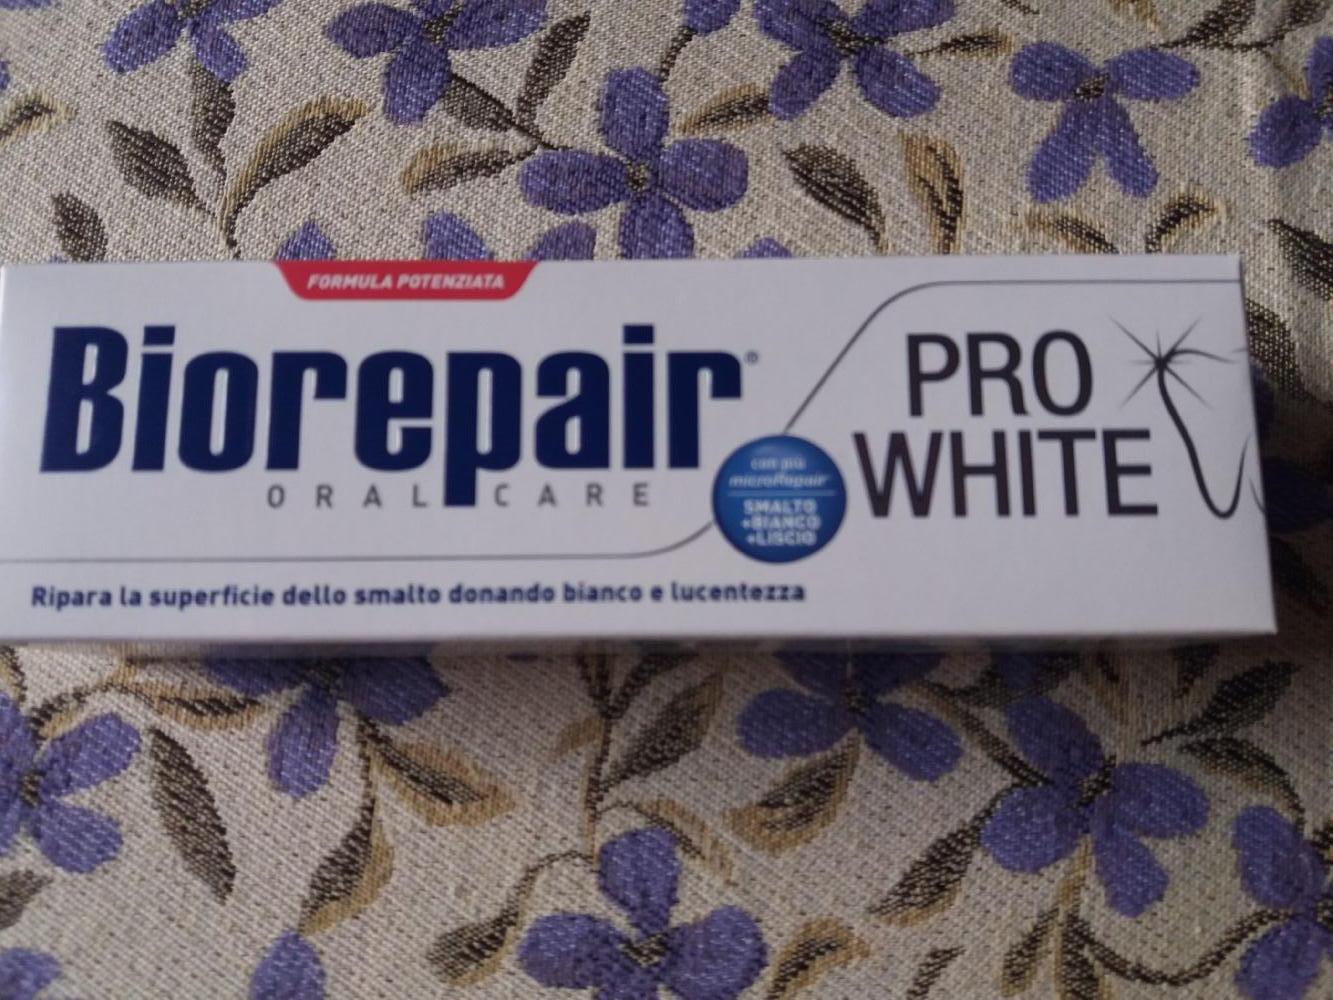 FORMULA POTENZIATA
Biorepair®
ORAL CARE
PRO
WHITE
con più
microRepair®
SMALTO
+BIANCO
+LISCIO
Ripara la superficie dello smalto donando bianco e lucentezza